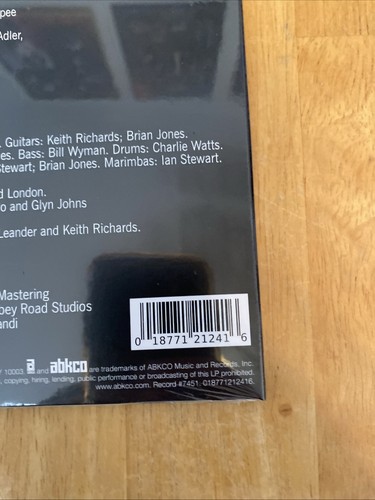 pee
Adler,
. Guitars: Keith Richards; Brian Jones.
es. Bass: Bill Wyman. Drums: Charlie Watts.
Stewart; Brian Jones. Marimbas: Ian Stewart.
d London.
o and Glyn Johns
Leander and Keith Richards.
Mastering
bey Road Studios
andi
0 18771 21241 6
Y 10003. a and abkco are trademarks of ABKCO Music and Records, Inc.
, copying, hiring, lending, public performance or broadcasting of this LP prohibited.
www.abkco.com. Record #7451. 018771212416.